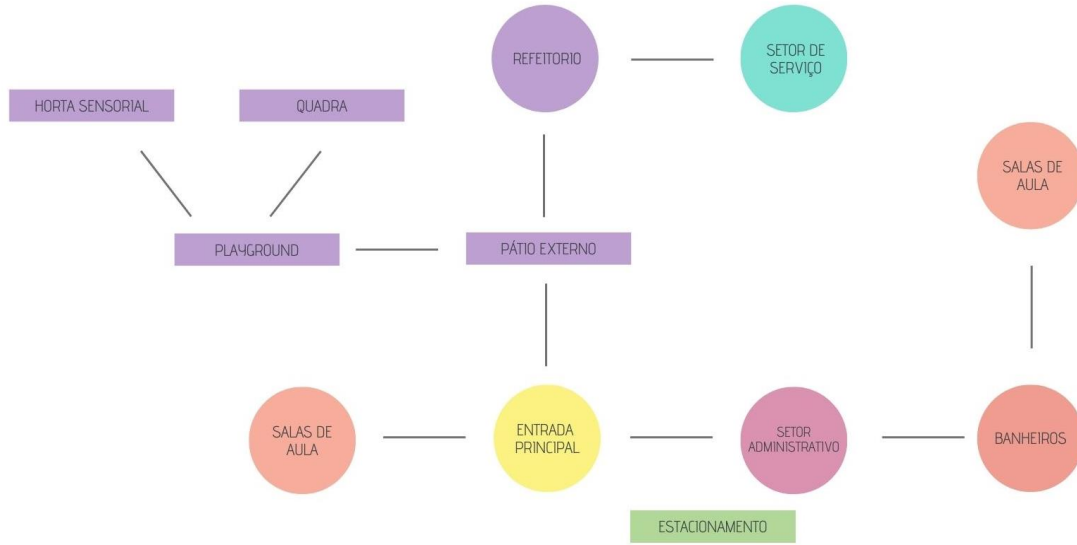 REFEITORIO
SETOR DE
SERVIÇO
HORTA SENSORIAL
QUADRA
SALAS DE
AULA
PLAYGROUND
PÁTIO EXTERNO
SALAS DE
AULA
ENTRADA
PRINCIPAL
SETOR
ADMINISTRATIVO
BANHEIROS
ESTACIONAMENTO